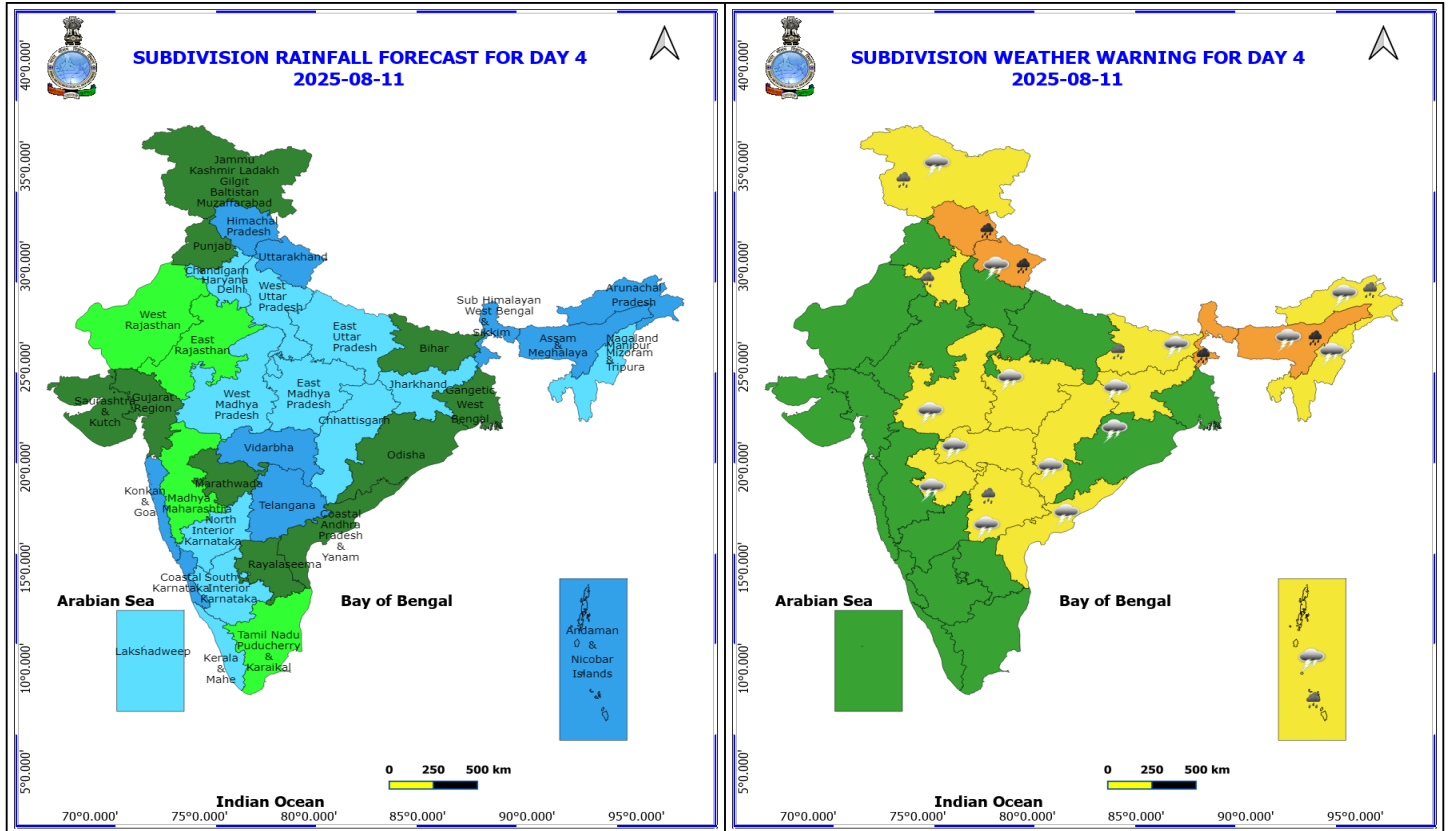 SUBDIVISION RAINFALL FORECAST FOR DAY 4
2025-08-11
40°0.000'
35°0.000'
30°0.000'
25°0.000'
20°0.000'
15°0.000'
10°0.000'
5°0.000'
Jammu
Kashmir Ladakh
Gilgit
Baltistan
Muzaffarabad
Himachal
Pradesh
Punjab
Uttarakhand
Chandigarh
Haryana
Delhi
West
Uttar
Pradesh
West
Rajasthan
East
Rajasthan
East
Uttar
Pradesh
Bihar
Sub Himalayan
West Bengal
&
Sikkim
Arunachal
Pradesh
Assam
&
Meghalaya
Nagaland
Manipur
Mizoram
&
Tripura
Saurashtra
&
Kutch
Gujarat
Region
West
Madhya
Pradesh
East
Madhya
Pradesh
Jharkhand
Gangetic
West
Bengal
Chhattisgarh
Vidarbha
Odisha
Konkan
&
Goa
Madhya
Maharashtra
Marathwada
Telangana
North
Interior
Karnataka
Coastal
Andhra
Pradesh
&
Yanam
Rayalaseema
Coastal
Karnataka
South
Interior
Karnataka
Tamil Nadu
Puducherry
&
Karaikal
Kerala
&
Mahe
Lakshadweep
Andaman
&
Nicobar
Islands
Arabian Sea
Bay of Bengal
0 250 500 km
Indian Ocean
70°0.000' 75°0.000' 80°0.000' 85°0.000' 90°0.000' 95°0.000'
SUBDIVISION WEATHER WARNING FOR DAY 4
2025-08-11
40°0.000'
35°0.000'
30°0.000'
25°0.000'
20°0.000'
15°0.000'
10°0.000'
5°0.000'
Arabian Sea
Bay of Bengal
0 250 500 km
Indian Ocean
70°0.000' 75°0.000' 80°0.000' 85°0.000' 90°0.000' 95°0.000'